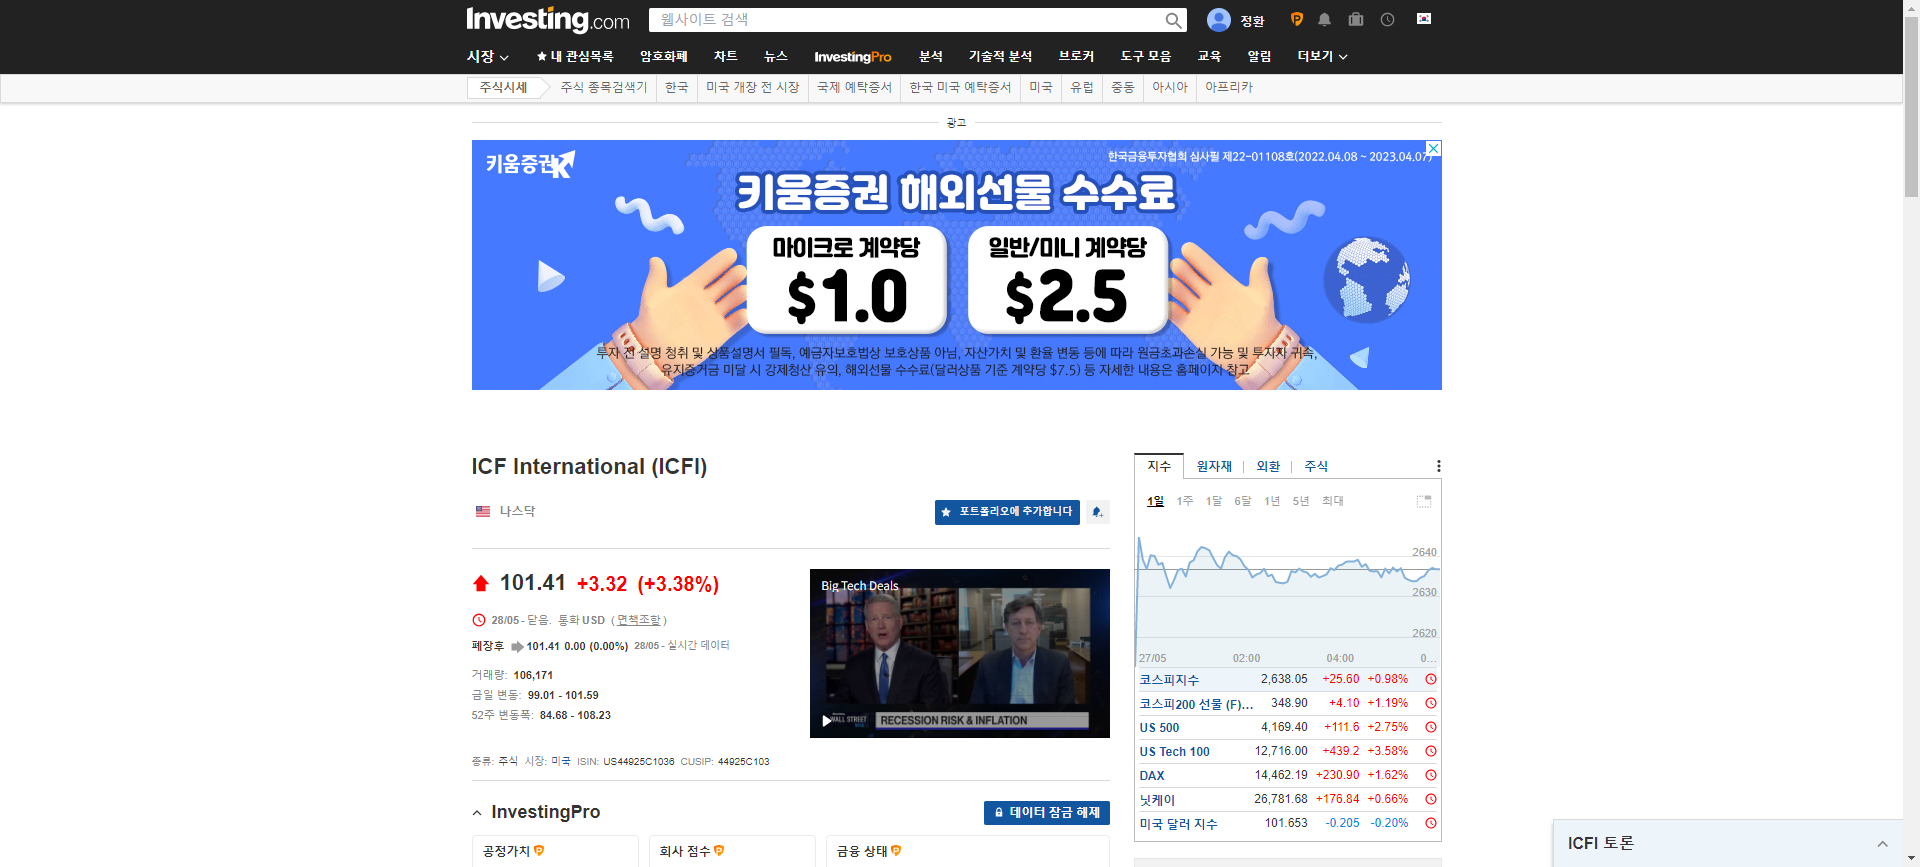 Investing.com
웹사이트 검색
정환
시장
내 관심목록
암호화폐
차트
뉴스
InvestingPro
분석
기술적 분석
브로커
도구 모음
교육
알림
더보기
주식시세
주식 종목검색기
한국
미국 개장 전 시장
국제 예탁증서
한국 미국 예탁증서
미국
유럽
중동
아시아
아프리카
광고
키움증권
한국금융투자협회 심사필 제22-01108호(2022.04.08 ~ 2023.04.07)
키움증권 해외선물 수수료
마이크로 계약당
$1.0
일반/미니 계약당
$2.5
투자 전 설명 청취 및 상품설명서 필독, 예금자보호법상 보호상품 아님, 자산가치 및 환율 변동 등에 따라 원금초과손실 가능 및 투자자 귀속,
유지증거금 미달 시 강제청산 유의, 해외선물 수수료(달러상품 기준 계약당 $7.5) 등 자세한 내용은 홈페이지 참고
ICF International (ICFI)
나스닥
포트폴리오에 추가합니다
101.41 +3.32 (+3.38%)
28/05 - 닫음. 통화 USD ( 면책조항 )
폐장후 101.41 0.00 (0.00%) 28/05 - 실시간 데이터
거래량: 106,171
금일 변동: 99.01 - 101.59
52주 변동폭: 84.68 - 108.23
Big Tech Deals
WALL STREET
RECESSION RISK & INFLATION
종류: 주식 시장: 미국 ISIN: US44925C1036 CUSIP: 44925C103
InvestingPro
데이터 잠금 해제
공정가치
회사 점수
금융 상태
지수
원자재
외환
주식
1일 1주 1달 6달 1년 5년 최대
2640
2630
2620
27/05 02:00 04:00 0...
코스피지수 2,638.05 +25.60 +0.98%
코스피200 선물 (F)... 348.90 +4.10 +1.19%
US 500 4,169.40 +111.6 +2.75%
US Tech 100 12,716.00 +439.2 +3.58%
DAX 14,462.19 +230.90 +1.62%
닛케이 26,781.68 +176.84 +0.66%
미국 달러 지수 101.653 -0.205 -0.20%
ICFI 토론